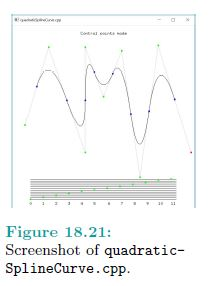 quadraticSplineCurve.cpp
Control points mode
0 1 2 3 4 5 6 7 8 9 10 11
Figure 18.21:
Screenshot of quadratic-
SplineCurve.cpp.